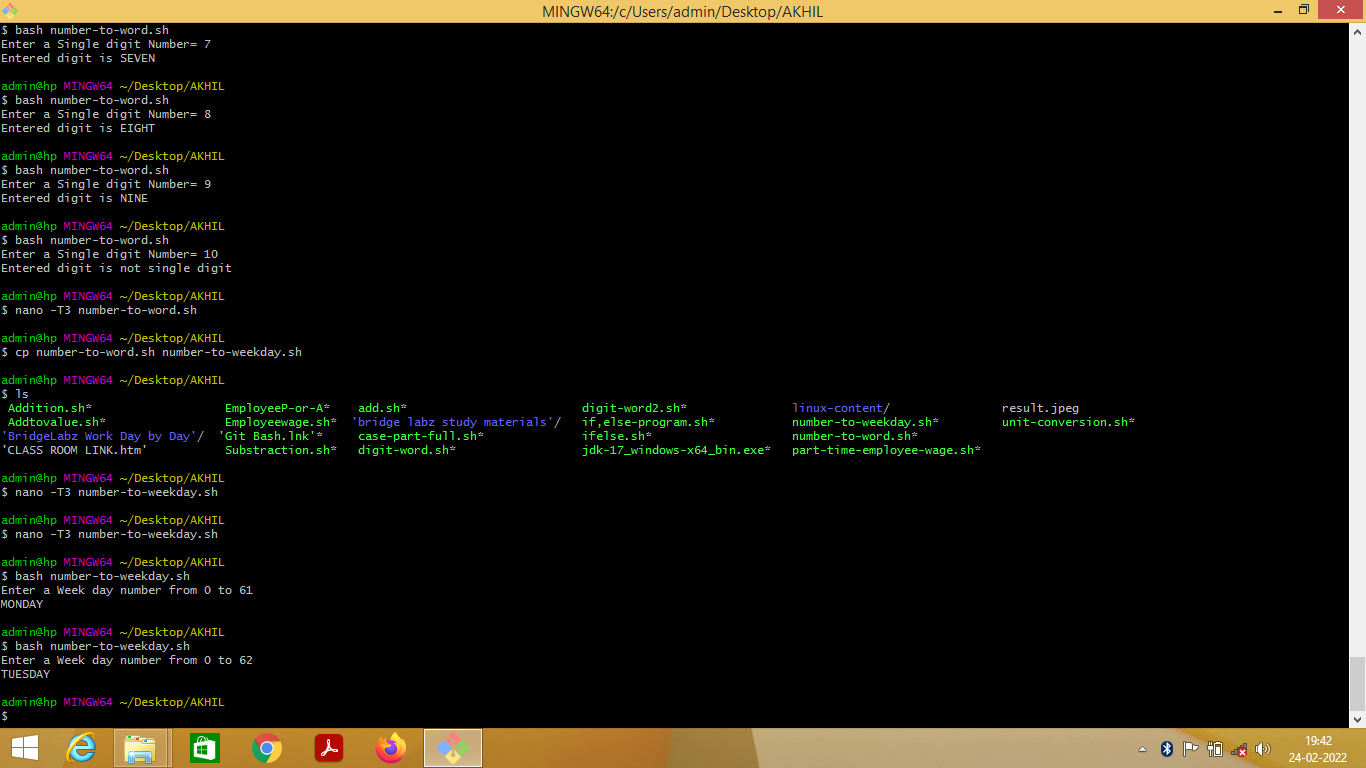 MINGW64:/c/Users/admin/Desktop/AKHIL
$ bash number-to-word.sh
Enter a Single digit Number= 7
Entered digit is SEVEN
admin@hp MINGW64 ~/Desktop/AKHIL
$ bash number-to-word.sh
Enter a Single digit Number= 8
Entered digit is EIGHT
admin@hp MINGW64 ~/Desktop/AKHIL
$ bash number-to-word.sh
Enter a Single digit Number= 9
Entered digit is NINE
admin@hp MINGW64 ~/Desktop/AKHIL
$ bash number-to-word.sh
Enter a Single digit Number= 10
Entered digit is not single digit
admin@hp MINGW64 ~/Desktop/AKHIL
$ nano -T3 number-to-word.sh
admin@hp MINGW64 ~/Desktop/AKHIL
$ cp number-to-word.sh number-to-weekday.sh
admin@hp MINGW64 ~/Desktop/AKHIL
$ ls
Addition.sh* EmployeeP-or-A* add.sh* digit-word2.sh* linux-content/ result.jpeg
Addtovalue.sh* Employeewage.sh* 'bridge labz study materials'/ if,else-program.sh* number-to-weekday.sh* unit-conversion.sh*
'BridgeLabz Work Day by Day'/ 'Git Bash.lnk'* case-part-full.sh* ifelse.sh* number-to-word.sh*
'CLASS ROOM LINK.htm' Substraction.sh* digit-word.sh* jdk-17_windows-x64_bin.exe* part-time-employee-wage.sh*
admin@hp MINGW64 ~/Desktop/AKHIL
$ nano -T3 number-to-weekday.sh
admin@hp MINGW64 ~/Desktop/AKHIL
$ nano -T3 number-to-weekday.sh
admin@hp MINGW64 ~/Desktop/AKHIL
$ bash number-to-weekday.sh
Enter a Week day number from 0 to 61
MONDAY
admin@hp MINGW64 ~/Desktop/AKHIL
$ bash number-to-weekday.sh
Enter a Week day number from 0 to 62
TUESDAY
admin@hp MINGW64 ~/Desktop/AKHIL
$
19:42
24-02-2022